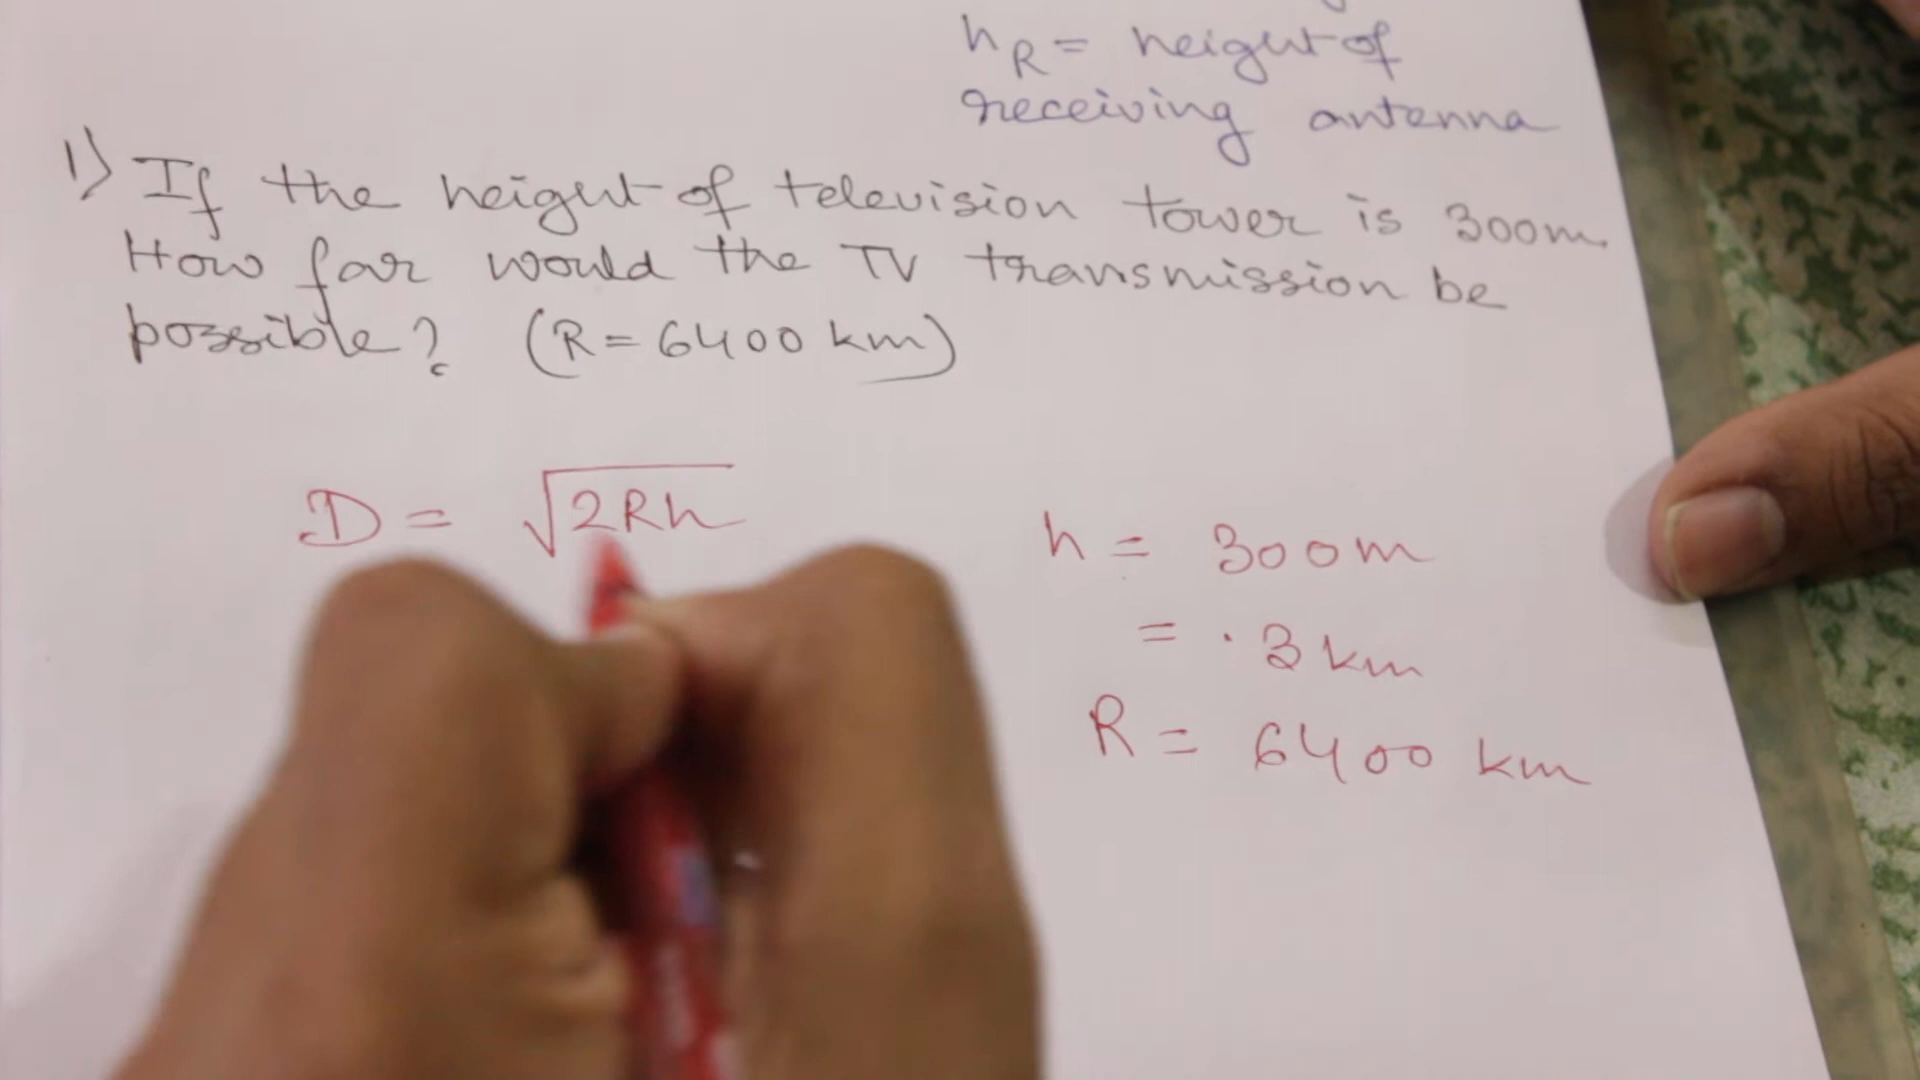 hR = height of
receiving antenna
1) If the height of television tower is 300m.
How far would the TV transmission be
possible? (R = 6400 km)
D = √2Rh
h = 300m
= .3 km
R = 6400 km